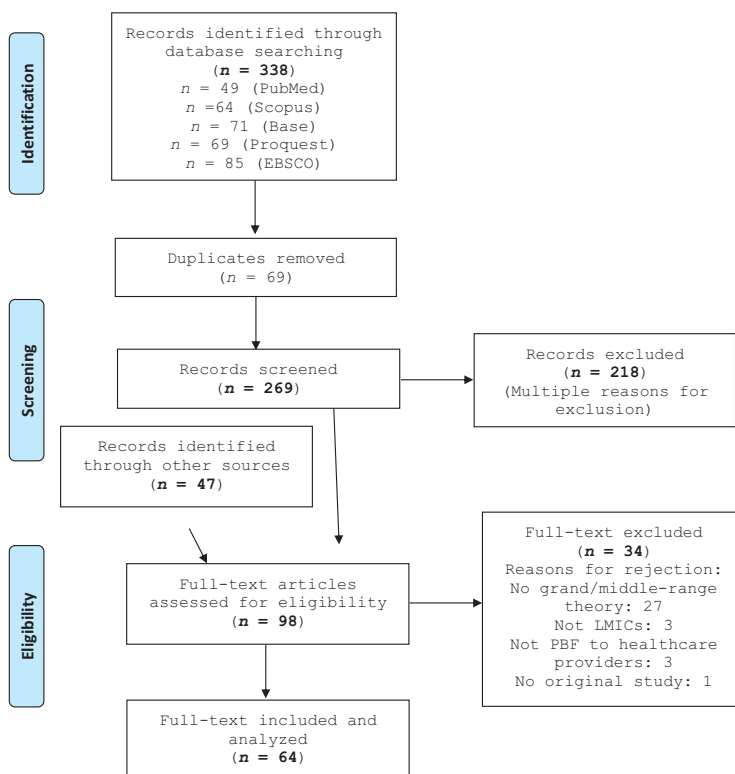 Identification
Records identified through
database searching
(n = 338)
n = 49 (PubMed)
n =64 (Scopus)
n = 71 (Base)
n = 69 (Proquest)
n = 85 (EBSCO)
Duplicates removed
(n = 69)
Screening
Records screened
(n = 269)
Records excluded
(n = 218)
(Multiple reasons for
exclusion)
Records identified
through other sources
(n = 47)
Eligibility
Full-text articles
assessed for eligibility
(n = 98)
Full-text excluded
(n = 34)
Reasons for rejection:
No grand/middle-range
theory: 27
Not LMICs: 3
Not PBF to healthcare
providers: 3
No original study: 1
Full-text included and
analyzed
(n = 64)